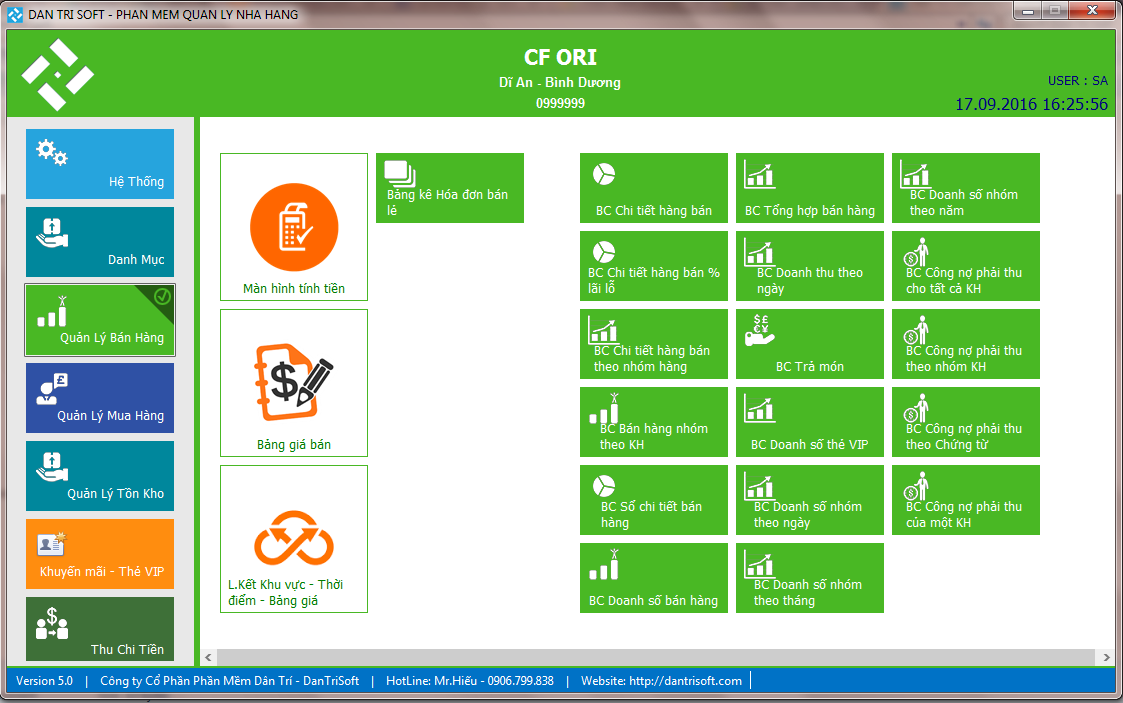 DAN TRI SOFT - PHAN MEM QUAN LY NHA HANG
CF ORI
Dĩ An - Bình Dương
0999999
USER : SA
17.09.2016 16:25:56
Hệ Thống
Danh Mục
Quản Lý Bán Hàng
Quản Lý Mua Hàng
Quản Lý Tồn Kho
Khuyến mãi - Thẻ VIP
Thu Chi Tiền
Màn hình tính tiền
Bảng giá bán
L.Kết Khu vực - Thời
điểm - Bảng giá
Bảng kê Hóa đơn bán
lẻ
BC Chi tiết hàng bán
BC Tổng hợp bán hàng
BC Doanh số nhóm
theo năm
BC Chi tiết hàng bán %
lãi lỗ
BC Doanh thu theo
ngày
BC Công nợ phải thu
cho tất cả KH
BC Chi tiết hàng bán
theo nhóm hàng
BC Trả món
BC Công nợ phải thu
theo nhóm KH
BC Bán hàng nhóm
theo KH
BC Doanh số thẻ VIP
BC Công nợ phải thu
theo Chứng từ
BC Sổ chi tiết bán
hàng
BC Doanh số nhóm
theo ngày
BC Công nợ phải thu
của một KH
BC Doanh số bán hàng
BC Doanh số nhóm
theo tháng
Version 5.0 | Công ty Cổ Phần Phần Mềm Dân Trí - DanTriSoft | HotLine: Mr.Hiếu - 0906.799.838 | Website: http://dantrisoft.com